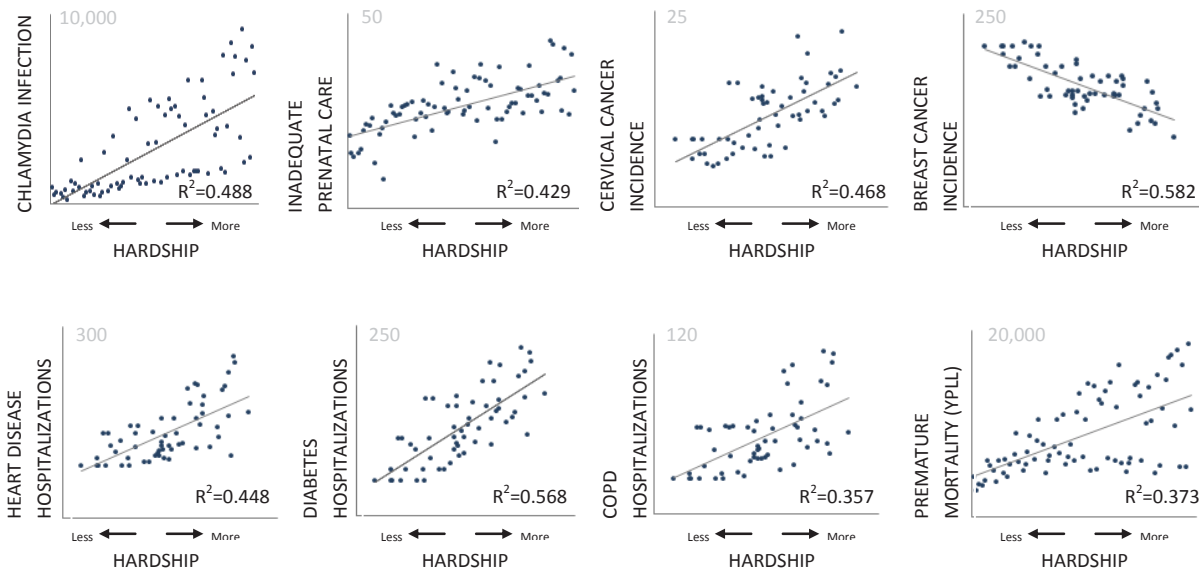 10,000
CHLAMYDIA INFECTION
R²=0.488
Less More
HARDSHIP
50
INADEQUATE
PRENATAL CARE
R²=0.429
Less More
HARDSHIP
25
CERVICAL CANCER
INCIDENCE
R²=0.468
Less More
HARDSHIP
250
BREAST CANCER
INCIDENCE
R²=0.582
Less More
HARDSHIP
300
HEART DISEASE
HOSPITALIZATIONS
R²=0.448
Less More
HARDSHIP
250
DIABETES
HOSPITALIZATIONS
R²=0.568
Less More
HARDSHIP
120
COPD
HOSPITALIZATIONS
R²=0.357
Less More
HARDSHIP
20,000
PREMATURE
MORTALITY (YPLL)
R²=0.373
Less More
HARDSHIP